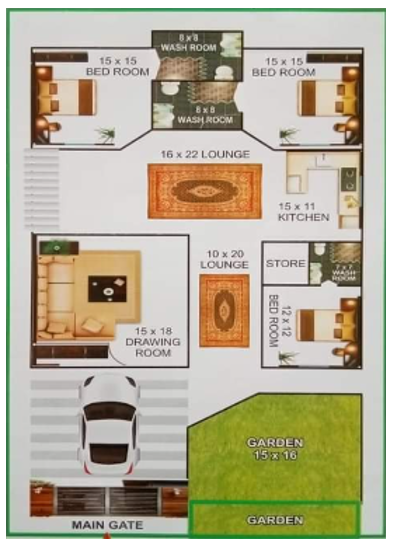 8 x 8
WASH ROOM
15 x 15
BED ROOM
15 x 15
BED ROOM
8x8
WASH ROOM
16 x 22 LOUNGE
15 x 11
KITCHEN
10 x 20
LOUNGE
STORE
7 x 7
WASH
ROOM
12 x 12
BED ROOM
15 x 18
DRAWING
ROOM
GARDEN
15 x 16
GARDEN
MAIN GATE